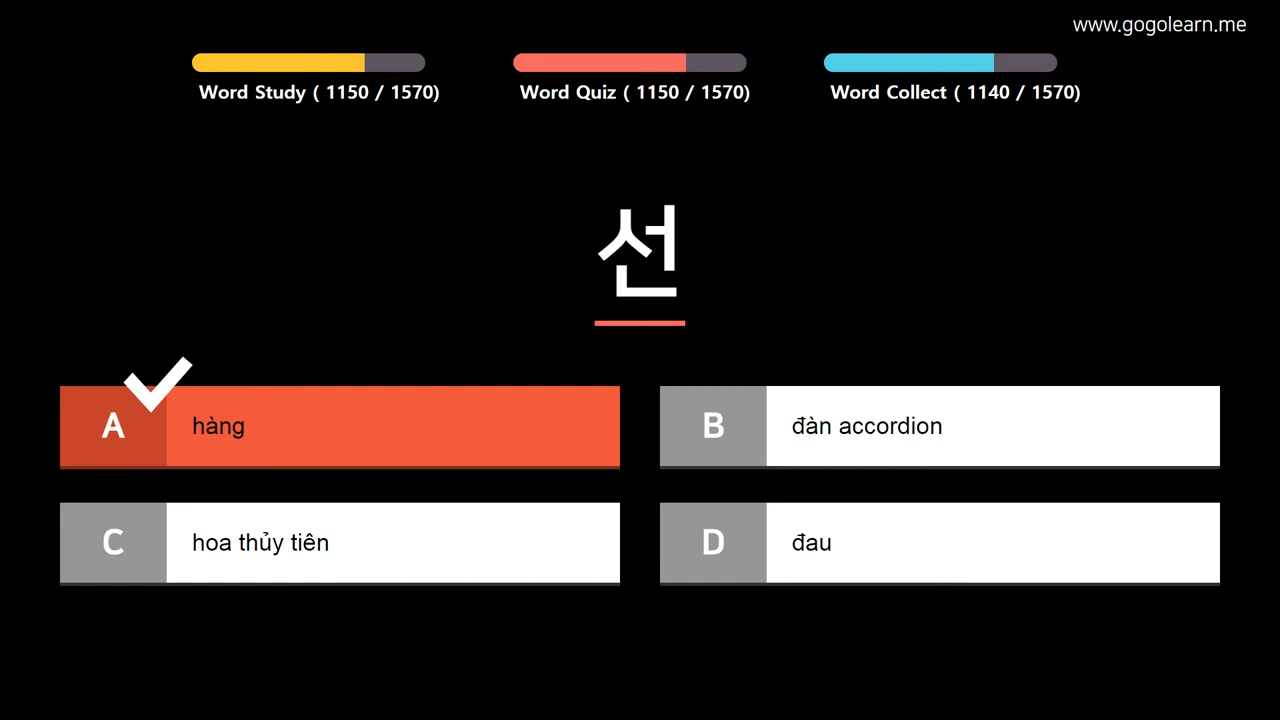 www.gogolearn.me
Word Study ( 1150 / 1570)
Word Quiz ( 1150 / 1570)
Word Collect ( 1140 / 1570)
선
A hàng
B đàn accordion
C hoa thủy tiên
D đau